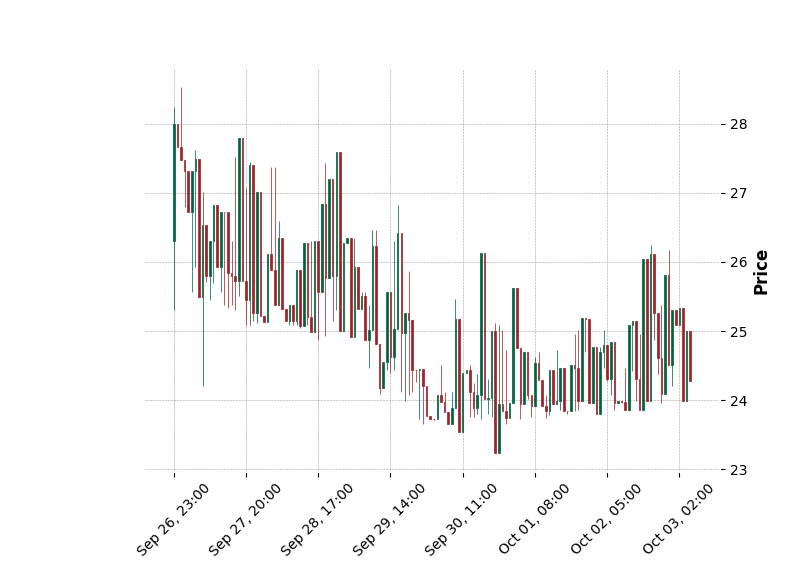 28
27
26
25
24
23
Price
Sep 26, 23:00
Sep 27, 20:00
Sep 28, 17:00
Sep 29, 14:00
Sep 30, 11:00
Oct 01, 08:00
Oct 02, 05:00
Oct 03, 02:00